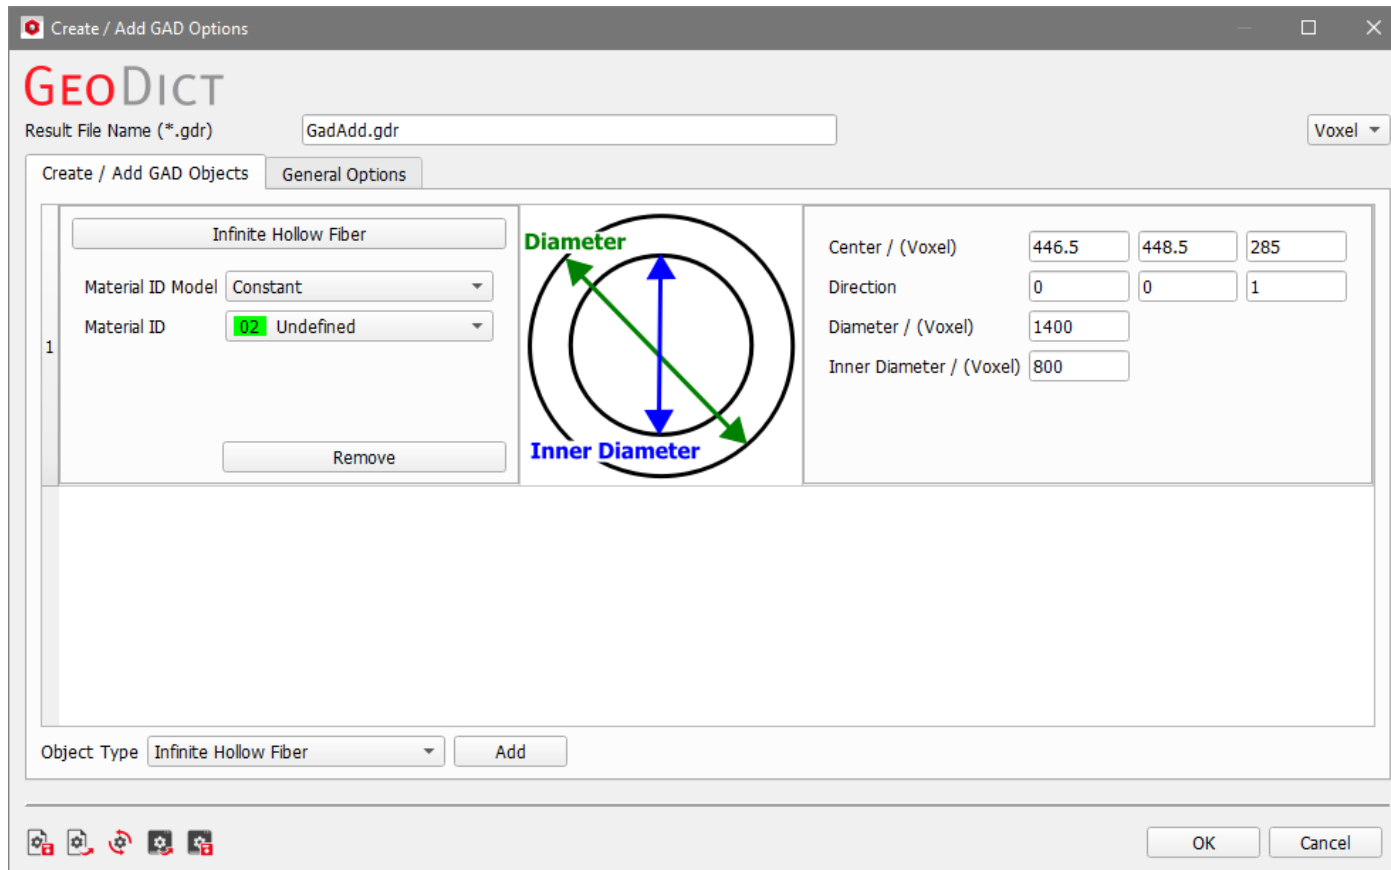 Create / Add GAD Options
GEODICT
Result File Name (*.gdr) GadAdd.gdr Voxel
Create / Add GAD Objects General Options
1
Infinite Hollow Fiber
Material ID Model Constant
Material ID 02 Undefined
Remove
Diameter
Inner Diameter
Center / (Voxel) 446.5 448.5 285
Direction 0 0 1
Diameter / (Voxel) 1400
Inner Diameter / (Voxel) 800
Object Type Infinite Hollow Fiber Add
OK Cancel